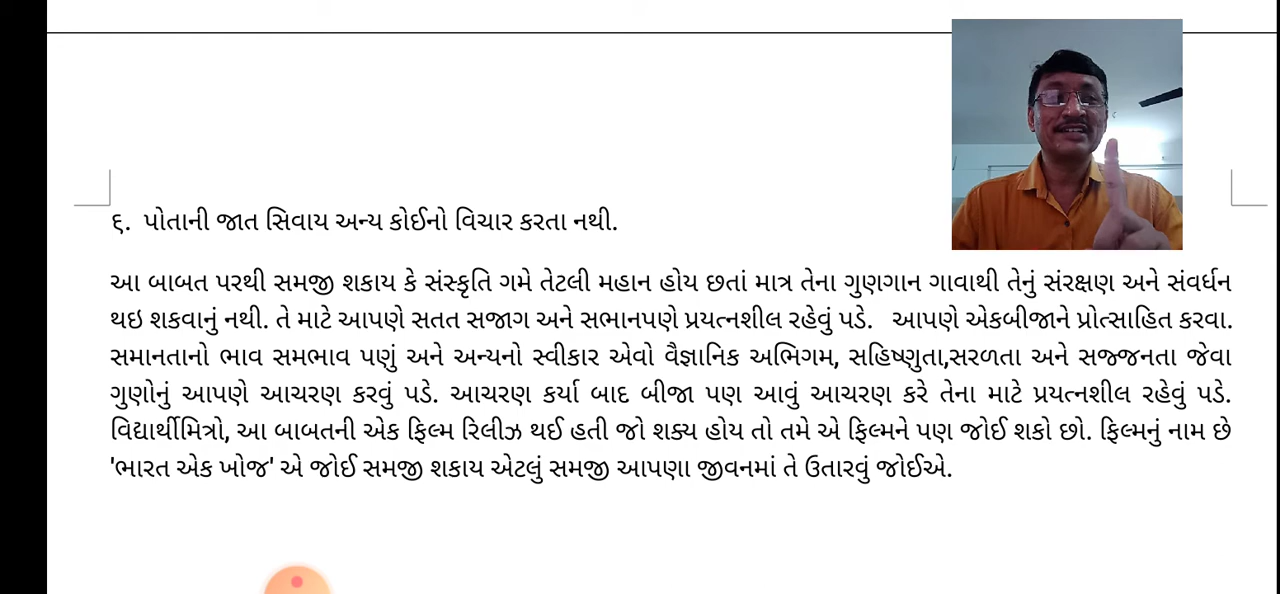 ૬. પોતાની જાત સિવાય અન્ય કોઈનો વિચાર કરતા નથી.
આ બાબત પરથી સમજી શકાય કે સંસ્કૃતિ ગમે તેટલી મહાન હોય છતાં માત્ર તેના ગુણગાન ગાવાથી તેનું સંરક્ષણ અને સંવર્ધન
થઇ શકવાનું નથી. તે માટે આપણે સતત સજાગ અને સભાનપણે પ્રયત્નશીલ રહેવું પડે. આપણે એકબીજાને પ્રોત્સાહિત કરવા.
સમાનતાનો ભાવ સમભાવ પણું અને અન્યનો સ્વીકાર એવો વૈજ્ઞાનિક અભિગમ, સહિષ્ણુતા,સરળતા અને સજ્જનતા જેવા
ગુણોનું આપણે આચરણ કરવું પડે. આચરણ કર્યા બાદ બીજા પણ આવું આચરણ કરે તેના માટે પ્રયત્નશીલ રહેવું પડે.
વિદ્યાર્થીમિત્રો, આ બાબતની એક ફિલ્મ રિલીઝ થઈ હતી જો શક્ય હોય તો તમે એ ફિલ્મને પણ જોઈ શકો છો. ફિલ્મનું નામ છે
'ભારત એક ખોજ' એ જોઈ સમજી શકાય એટલું સમજી આપણા જીવનમાં તે ઉતારવું જોઈએ.